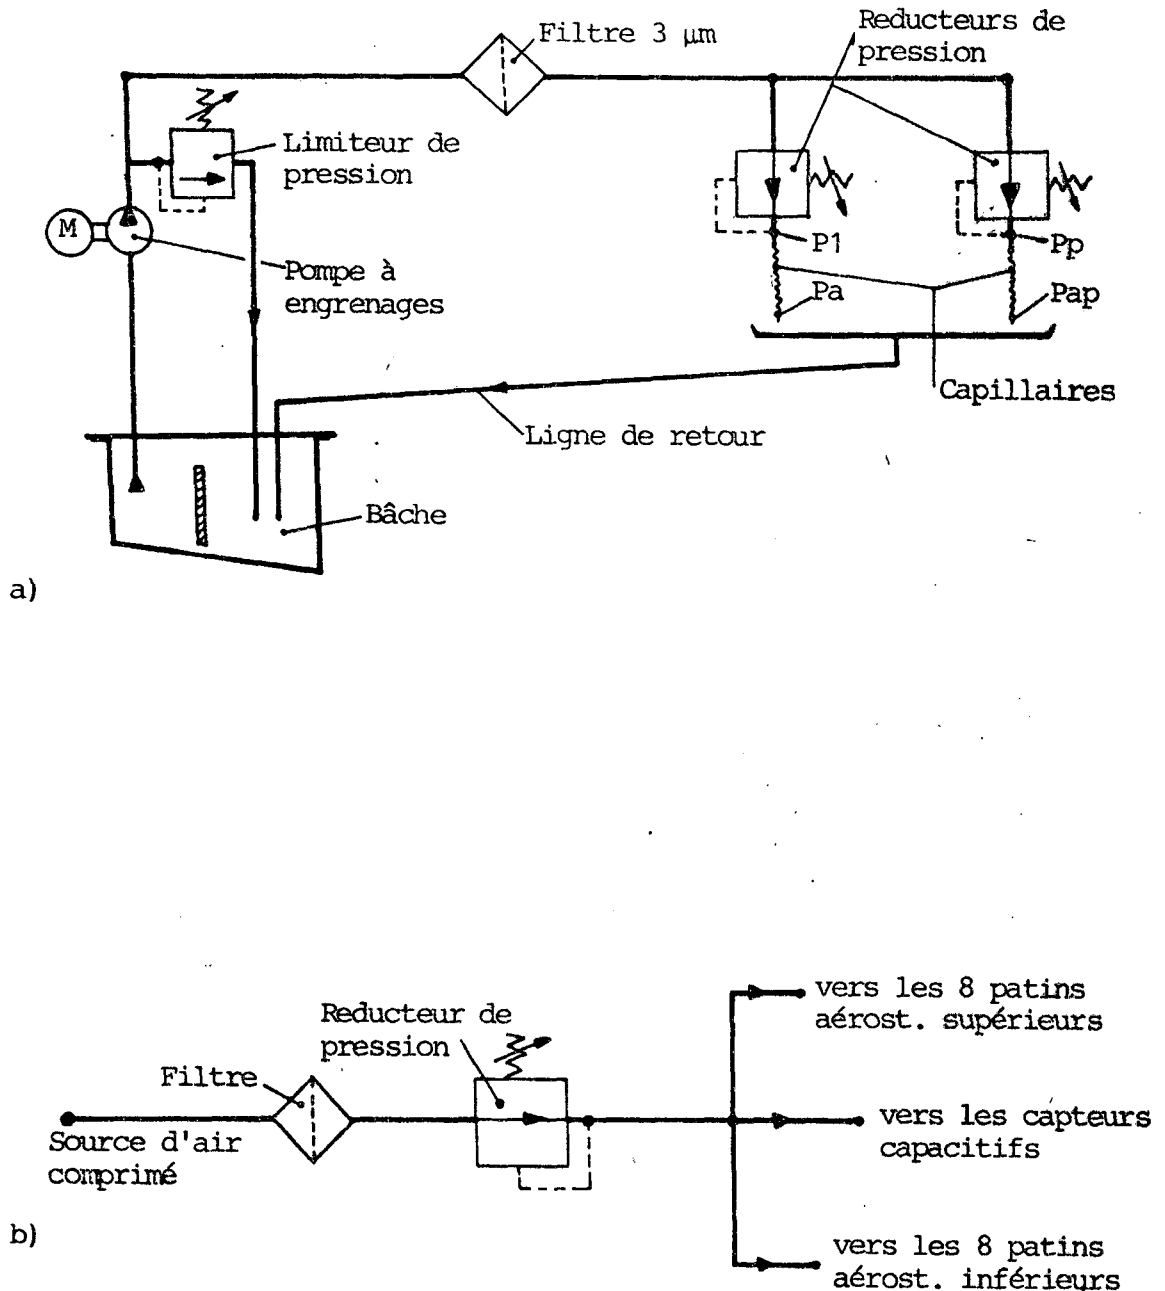 Filtre 3 µm
Reducteurs de
pression
Limiteur de
pression
M
P1
Pp
Pompe à
engrenages
Pa
Pap
Capillaires
Ligne de retour
Bâche
a)
vers les 8 patins
aérost. supérieurs
Reducteur de
pression
Filtre
vers les capteurs
capacitifs
Source d'air
comprimé
b)
vers les 8 patins
aérost. inférieurs